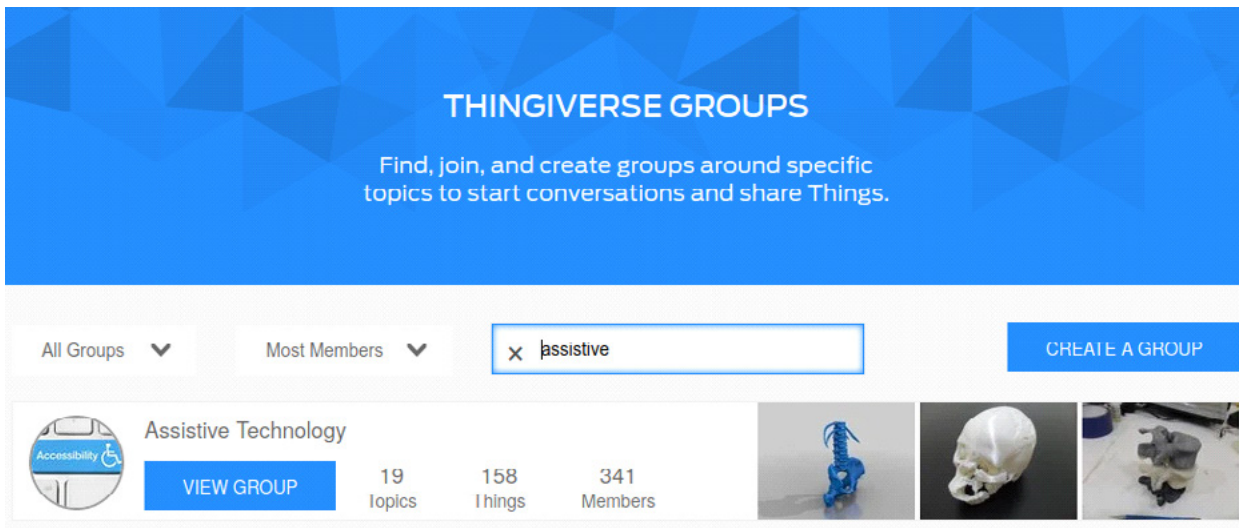 THINGIVERSE GROUPS
Find, join, and create groups around specific
topics to start conversations and share Things.
All Groups
Most Members
assistive
CREATE A GROUP
Accessibility
Assistive Technology
VIEW GROUP
19
Topics
158
Things
341
Members